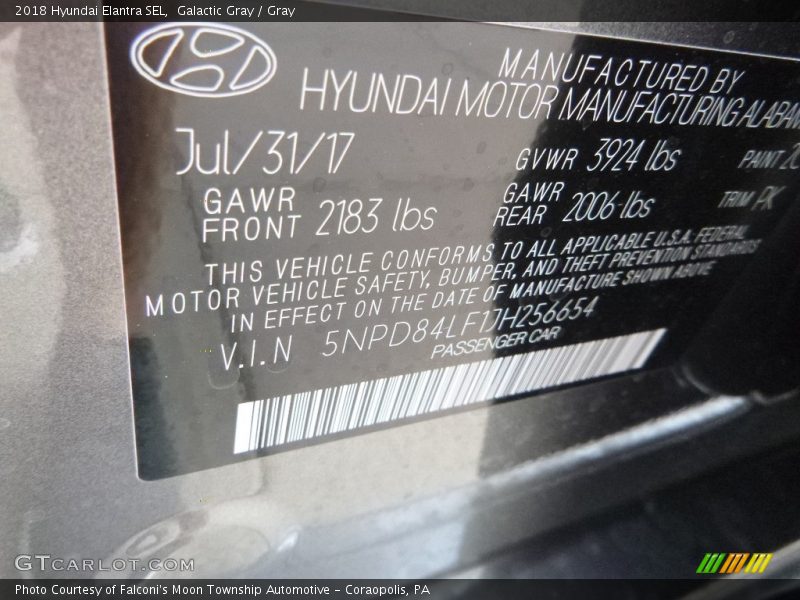 2018 Hyundai Elantra SEL, Galactic Gray / Gray
MANUFACTURED BY
HYUNDAI MOTOR MANUFACTURING ALABAM
Jul/31/17
GVWR 3924 lbs
PAINT
GAWR
FRONT 2183 lbs
GAWR
REAR 2006 lbs
TRIM PK
THIS VEHICLE CONFORMS TO ALL APPLICABLE U.S.A. FEDERAL
MOTOR VEHICLE SAFETY, BUMPER, AND THEFT PREVENTION STANDARDS
IN EFFECT ON THE DATE OF MANUFACTURE SHOWN ABOVE
V.I.N 5NPD84LF1JH256654
PASSENGER CAR
GTCARLOT.COM
Photo Courtesy of Falconi's Moon Township Automotive - Coraopolis, PA